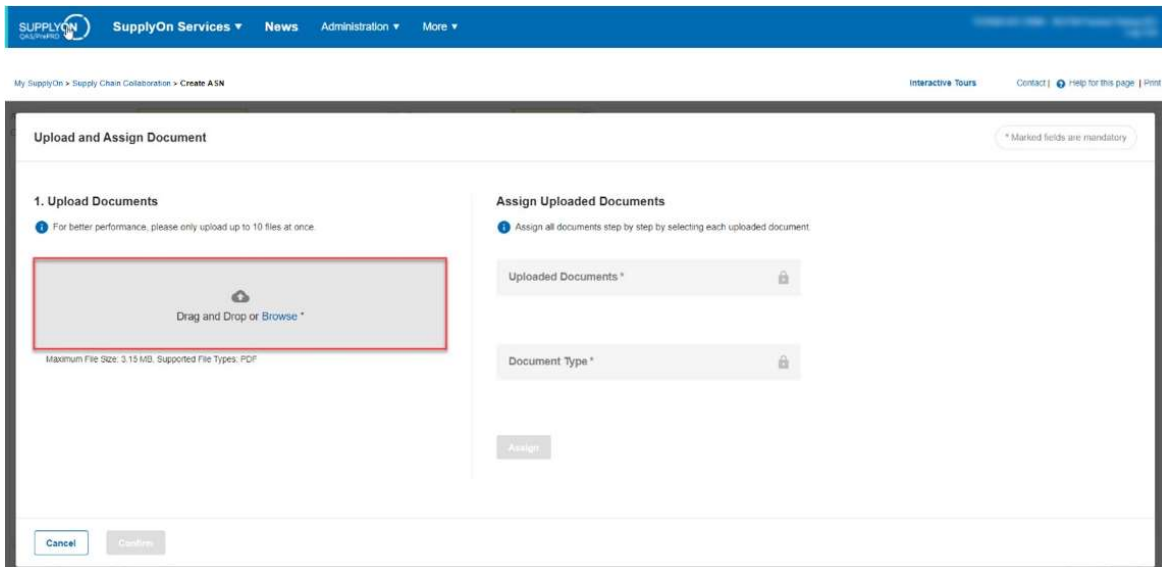 SUPPLYON
SupplyOn Services ▾ News Administration ▾ More ▾
My SupplyOn > Supply Chain Collaboration > Create ASN
Interactive Tours Contact | Help for this page | Print
Upload and Assign Document
* Marked fields are mandatory
1. Upload Documents
For better performance, please only upload up to 10 files at once.
Drag and Drop or Browse *
Maximum File Size: 3.15 MB, Supported File Types: PDF
Assign Uploaded Documents
Assign all documents step by step by selecting each uploaded document.
Uploaded Documents *
Document Type *
Assign
Cancel Confirm